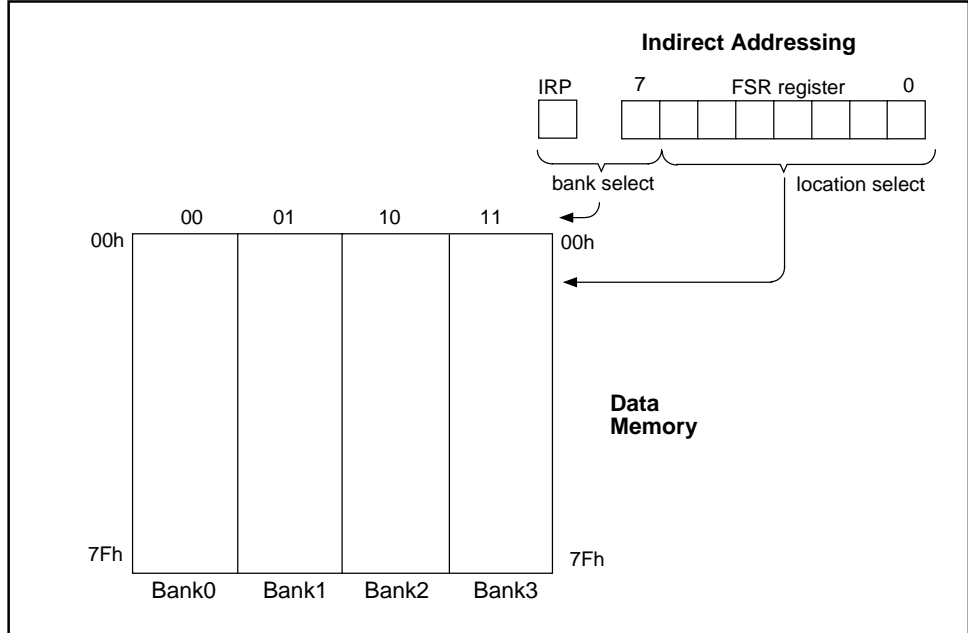 Indirect Addressing
IRP 7 FSR register 0
bank select location select
00 01 10 11
00h 00h
Data
Memory
7Fh 7Fh
Bank0 Bank1 Bank2 Bank3